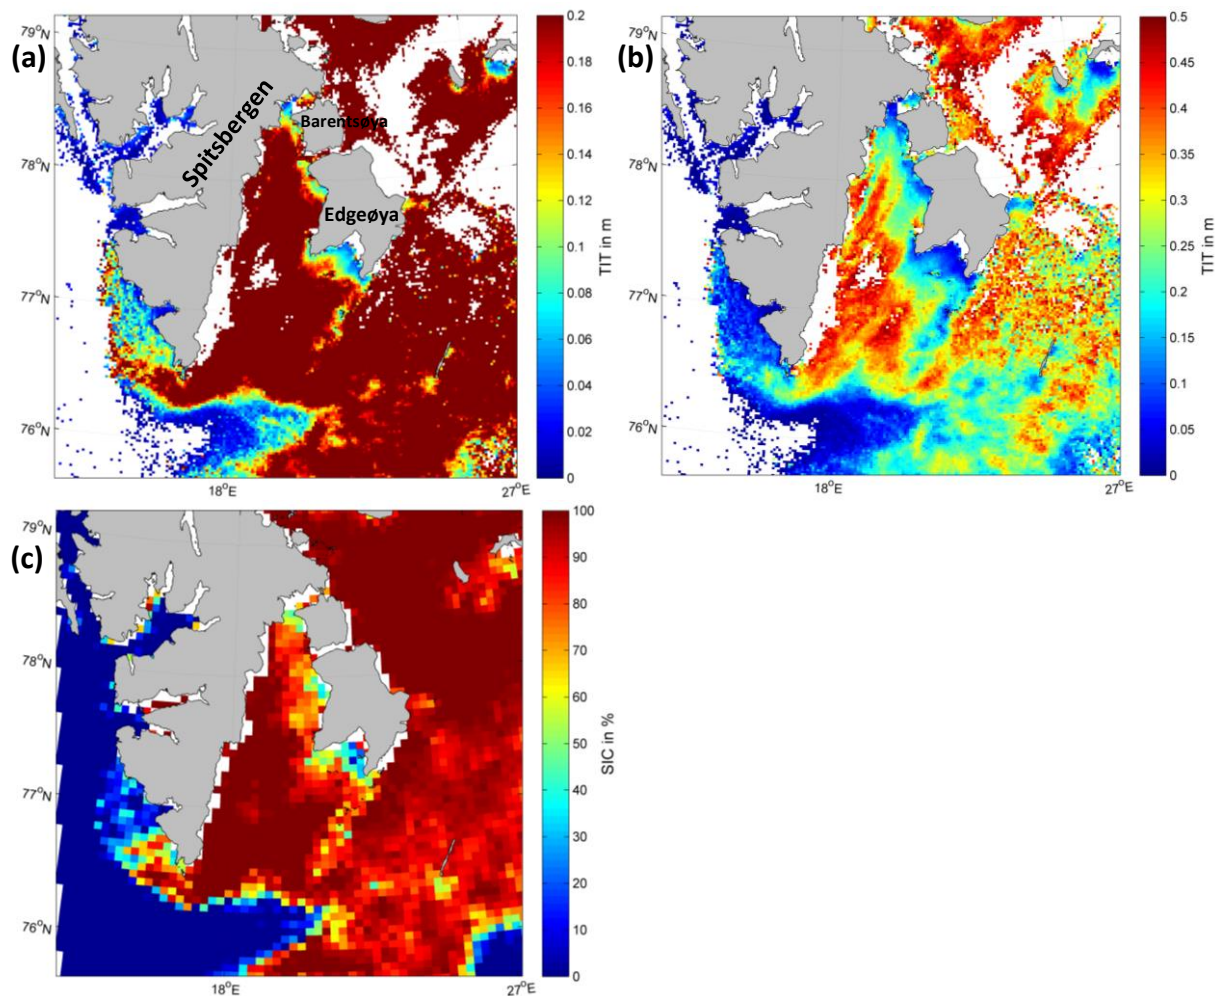 (a)
79°N
78°N
77°N
76°N
18°E
27°E
Spitsbergen
Barentsøya
Edgeøya
0.2
0.18
0.16
0.14
0.12
0.1
0.08
0.06
0.04
0.02
0
TIT in m
(b)
79°N
78°N
77°N
76°N
18°E
27°E
0.5
0.45
0.4
0.35
0.3
0.25
0.2
0.15
0.1
0.05
0
TIT in m
(c)
79°N
78°N
77°N
76°N
18°E
27°E
100
90
80
70
60
50
40
30
20
10
0
SIC in %